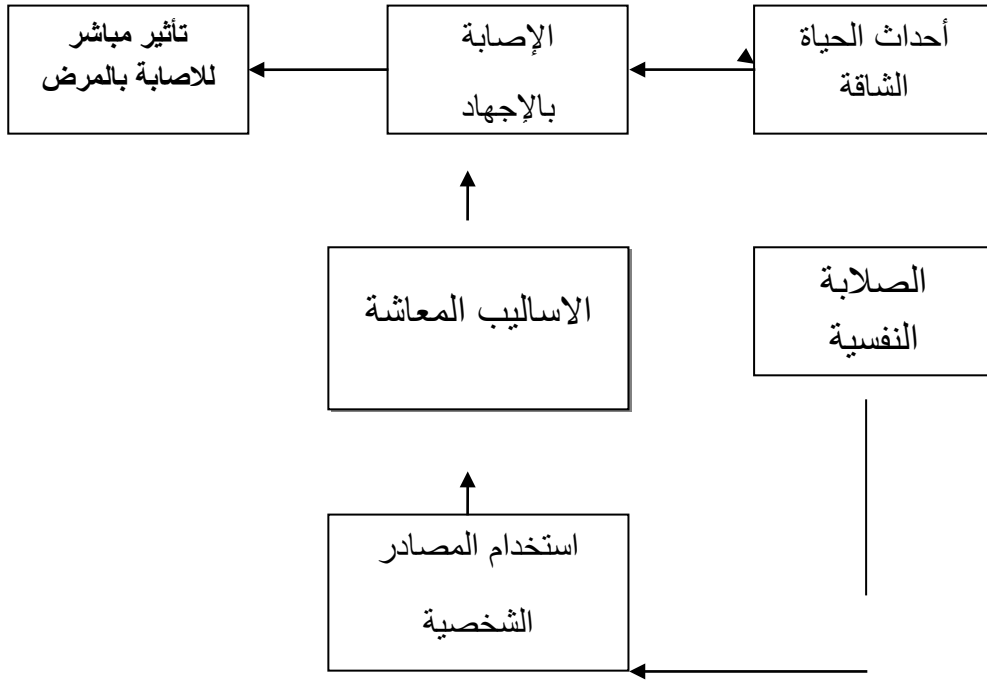 أحداث الحياة
الشاقة
الإصابة
بالإجهاد
تأثير مباشر
للاصابة بالمرض
الصلابة
النفسية
الاساليب المعاشة
استخدام المصادر
الشخصية